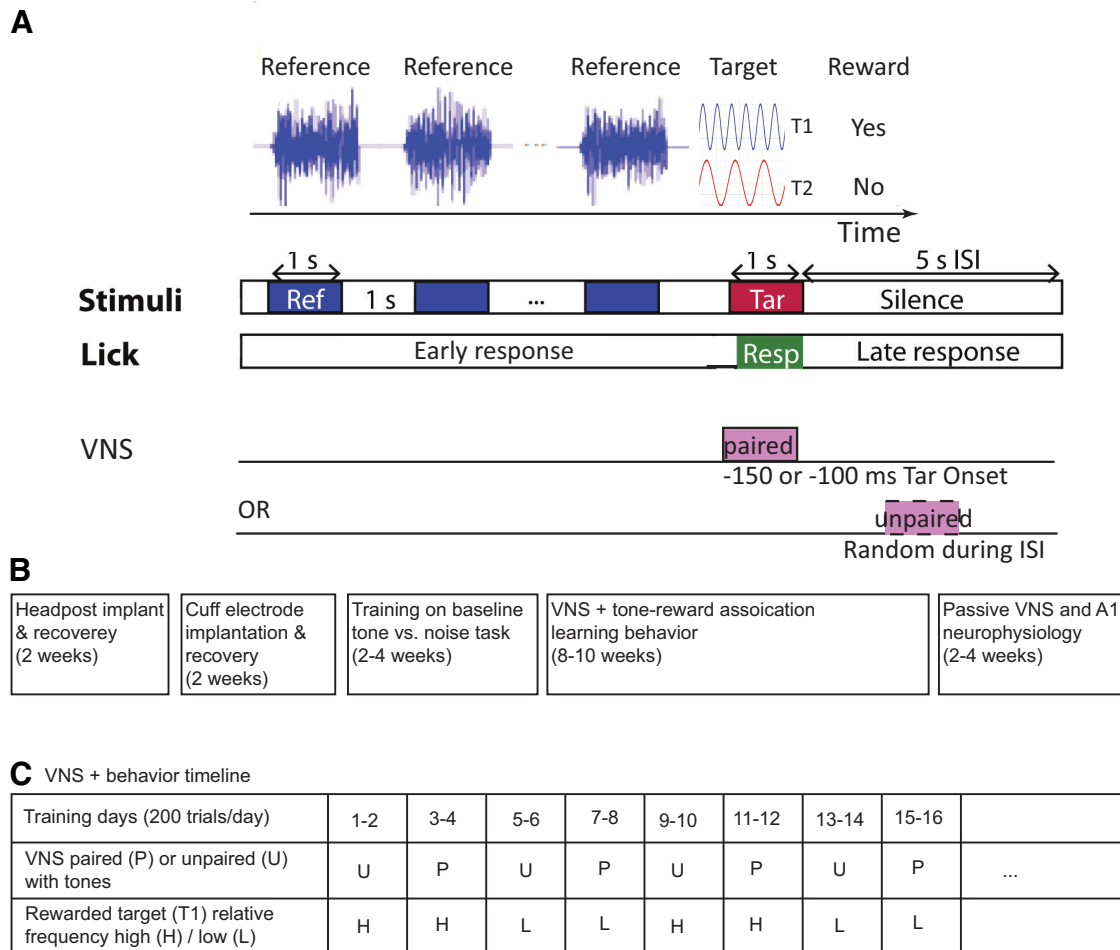 A
Reference Reference Reference Target Reward
T1 Yes
T2 No
Time
1 s 1 s 5 s ISI
Stimuli Ref 1 s ... Tar Silence
Lick Early response Resp Late response
VNS paired
-150 or -100 ms Tar Onset
OR unpaired
Random during ISI
B
Headpost implant
& recoverey
(2 weeks)
Cuff electrode
implantation &
recovery
(2 weeks)
Training on baseline
tone vs. noise task
(2-4 weeks)
VNS + tone-reward assoication
learning behavior
(8-10 weeks)
Passive VNS and A1
neurophysiology
(2-4 weeks)
C VNS + behavior timeline
Training days (200 trials/day) 1-2 3-4 5-6 7-8 9-10 11-12 13-14 15-16
VNS paired (P) or unpaired (U)
with tones U P U P U P U P ...
Rewarded target (T1) relative
frequency high (H) / low (L) H H L L H H L L